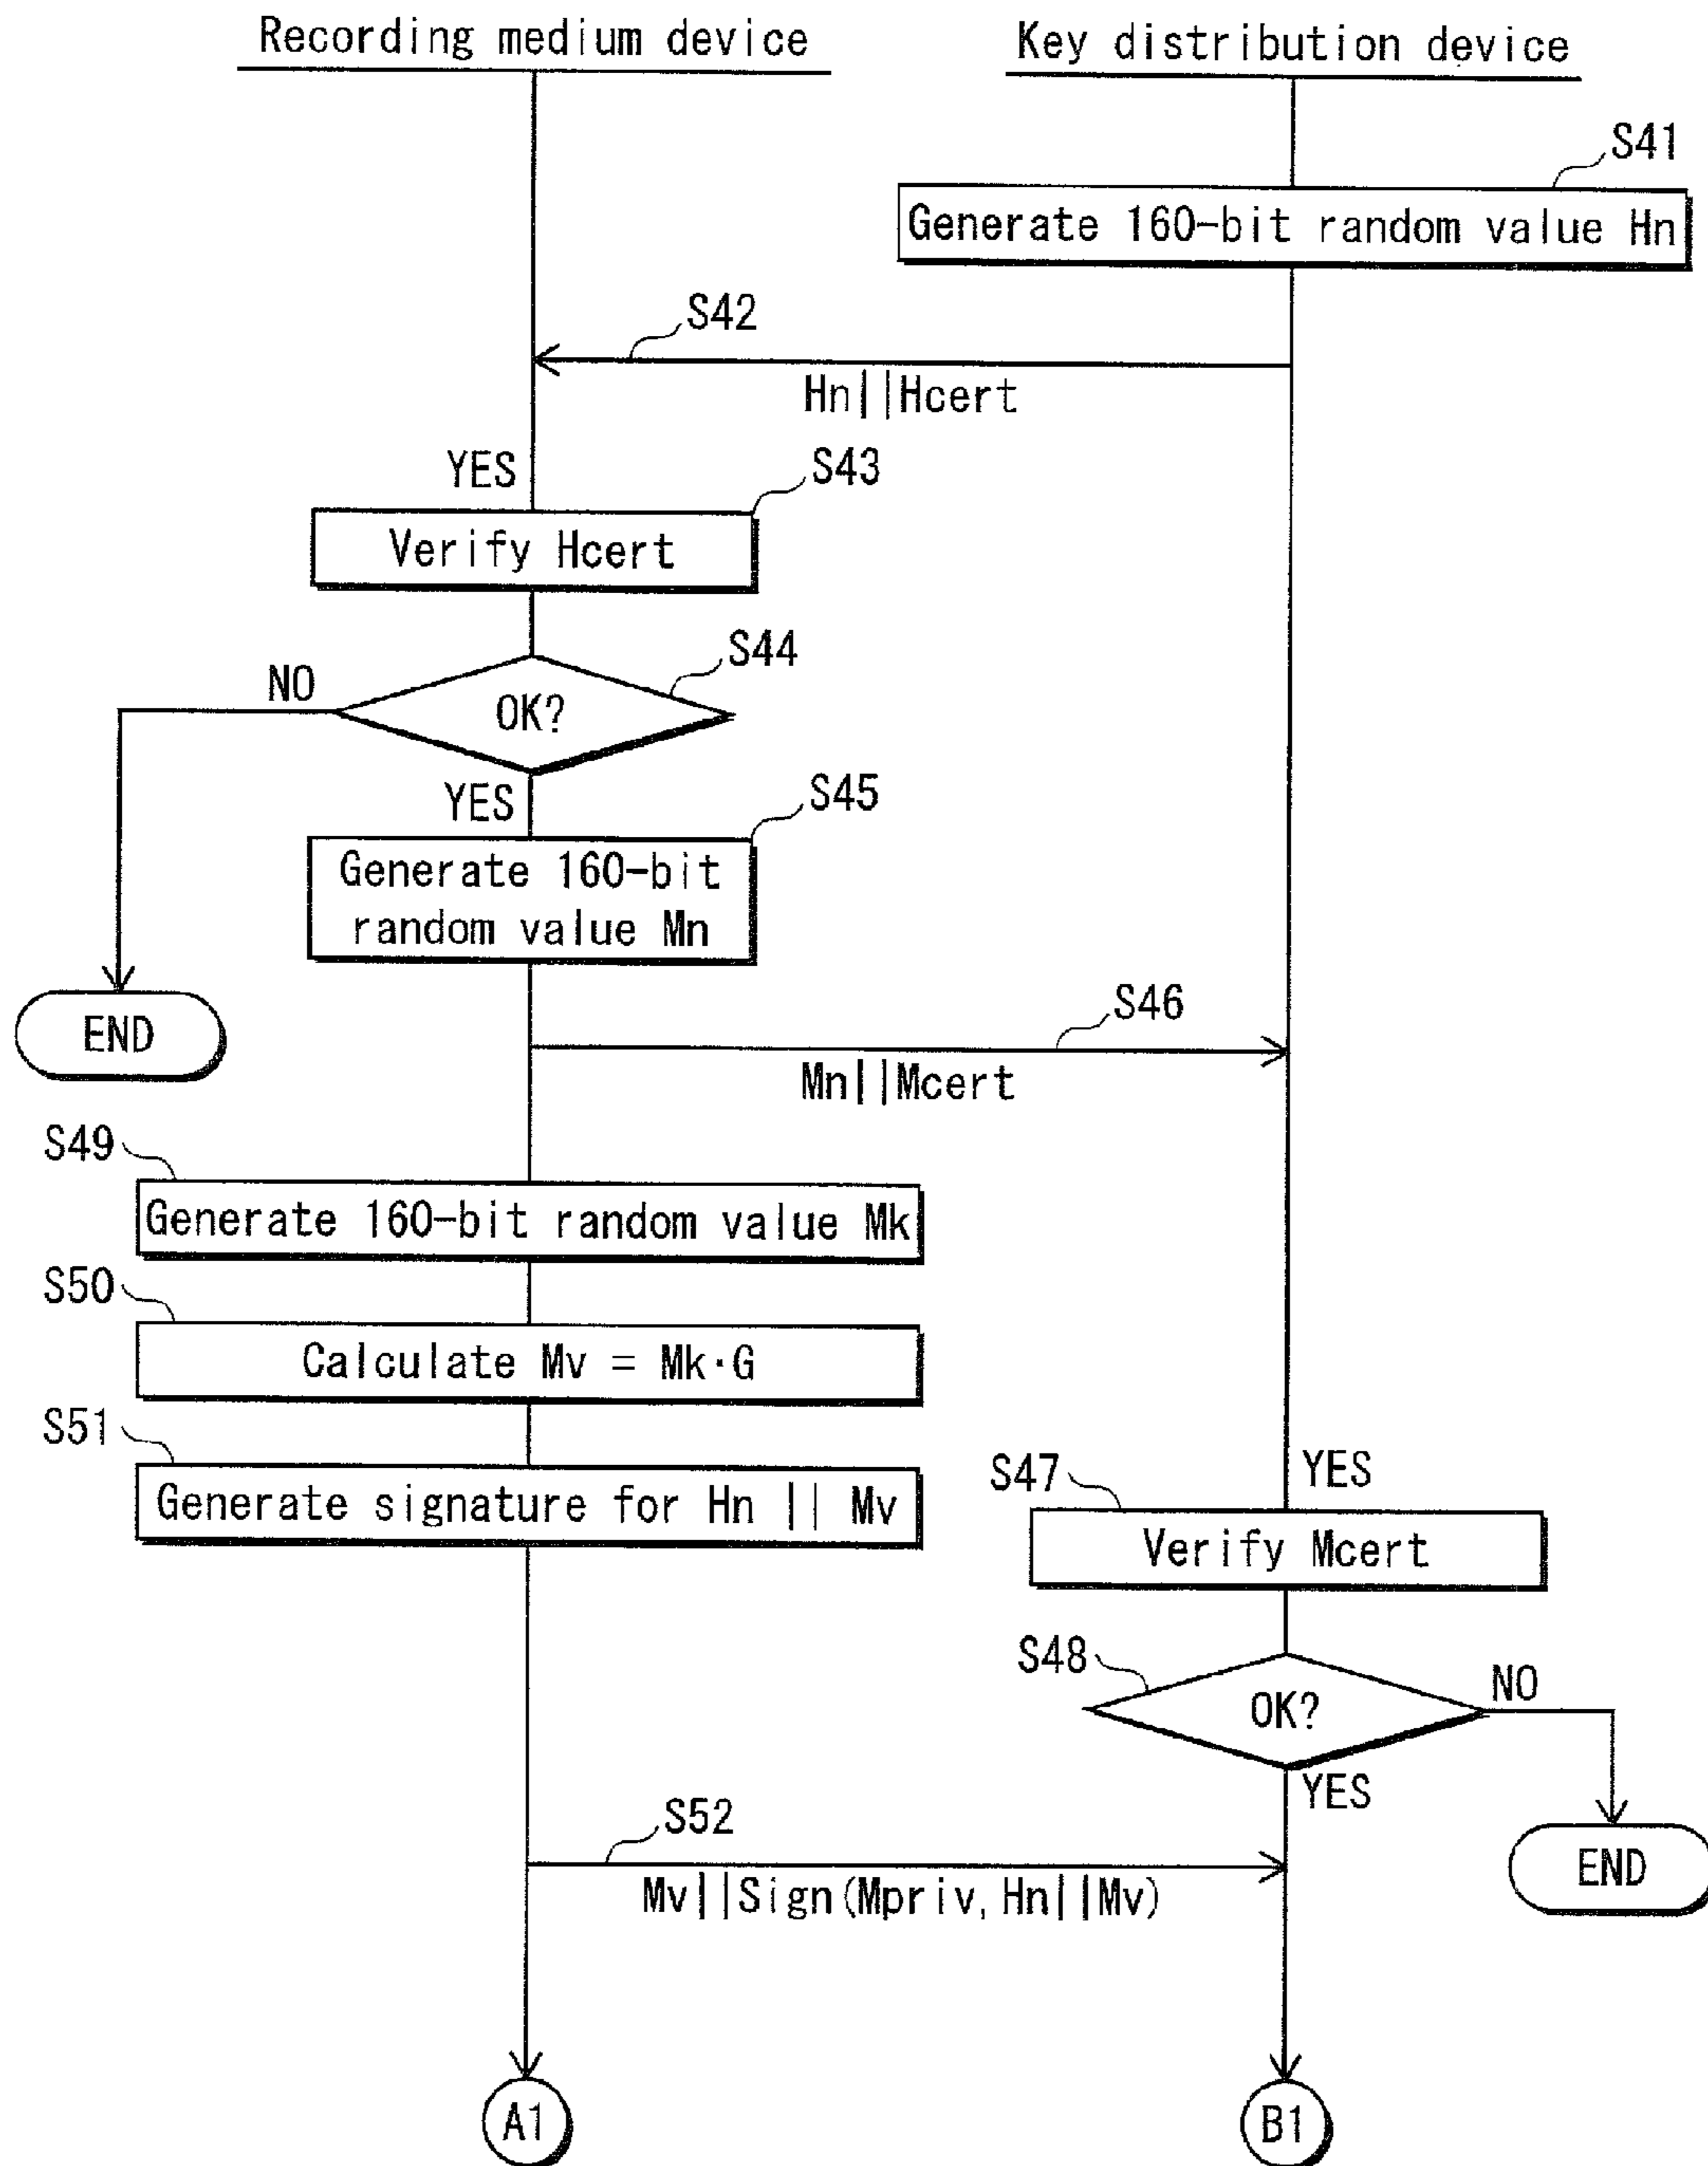 Recording medium device
Key distribution device
S41
Generate 160-bit random value Hn
S42
Hn||Hcert
YES
S43
Verify Hcert
S44
NO
OK?
YES
S45
Generate 160-bit
random value Mn
END
S46
Mn||Mcert
S49
Generate 160-bit random value Mk
S50
Calculate Mv = Mk·G
S51
Generate signature for Hn || Mv
S47
YES
Verify Mcert
S48
OK?
NO
YES
S52
Mv||Sign(Mpriv, Hn||Mv)
END
A1
B1